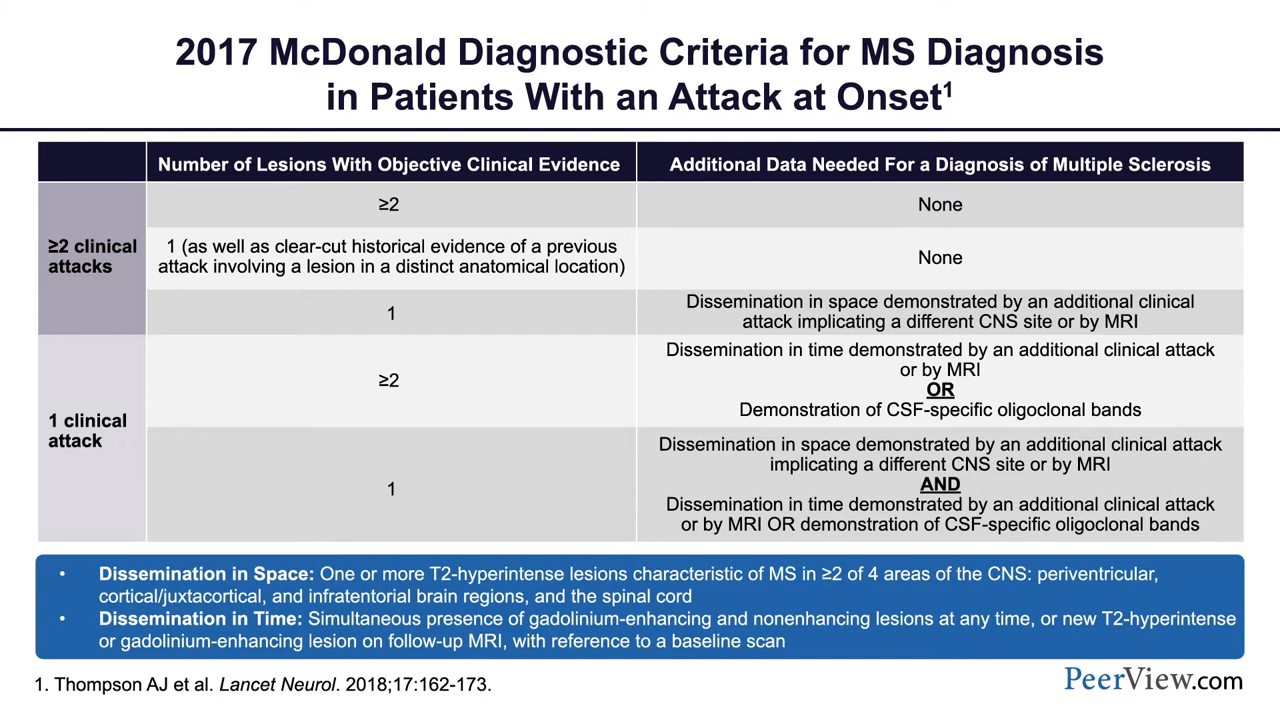 2017 McDonald Diagnostic Criteria for MS Diagnosis
in Patients With an Attack at Onset1
Number of Lesions With Objective Clinical Evidence
Additional Data Needed For a Diagnosis of Multiple Sclerosis
≥2 clinical
attacks
≥2
None
1 (as well as clear-cut historical evidence of a previous
attack involving a lesion in a distinct anatomical location)
None
1
Dissemination in space demonstrated by an additional clinical
attack implicating a different CNS site or by MRI
1 clinical
attack
≥2
Dissemination in time demonstrated by an additional clinical attack
or by MRI
OR
Demonstration of CSF-specific oligoclonal bands
1
Dissemination in space demonstrated by an additional clinical attack
implicating a different CNS site or by MRI
AND
Dissemination in time demonstrated by an additional clinical attack
or by MRI OR demonstration of CSF-specific oligoclonal bands
• Dissemination in Space: One or more T2-hyperintense lesions characteristic of MS in ≥2 of 4 areas of the CNS: periventricular,
cortical/juxtacortical, and infratentorial brain regions, and the spinal cord
• Dissemination in Time: Simultaneous presence of gadolinium-enhancing and nonenhancing lesions at any time, or new T2-hyperintense
or gadolinium-enhancing lesion on follow-up MRI, with reference to a baseline scan
1. Thompson AJ et al. Lancet Neurol. 2018;17:162-173.
PeerView.com